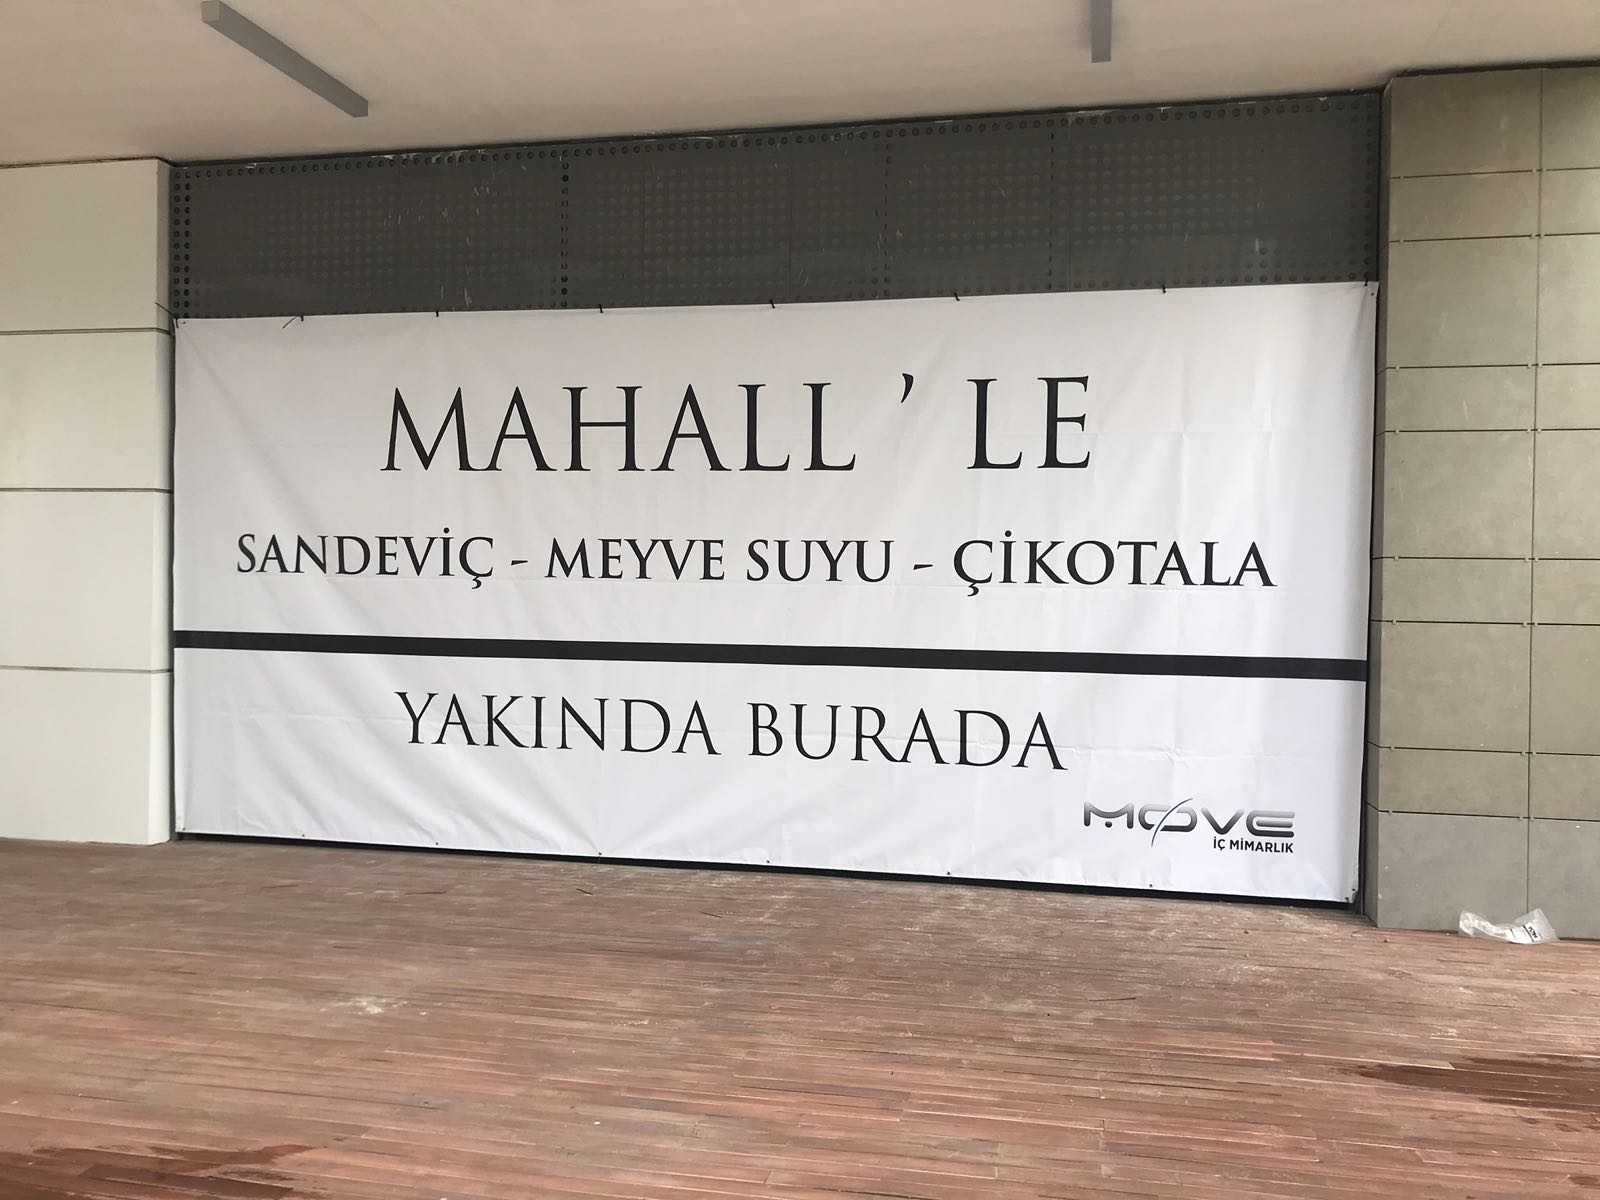 MAHALL ' LE
SANDEVİÇ - MEYVE SUYU - ÇİKOTALA
YAKINDA BURADA
MOVE
İÇ MİMARLIK